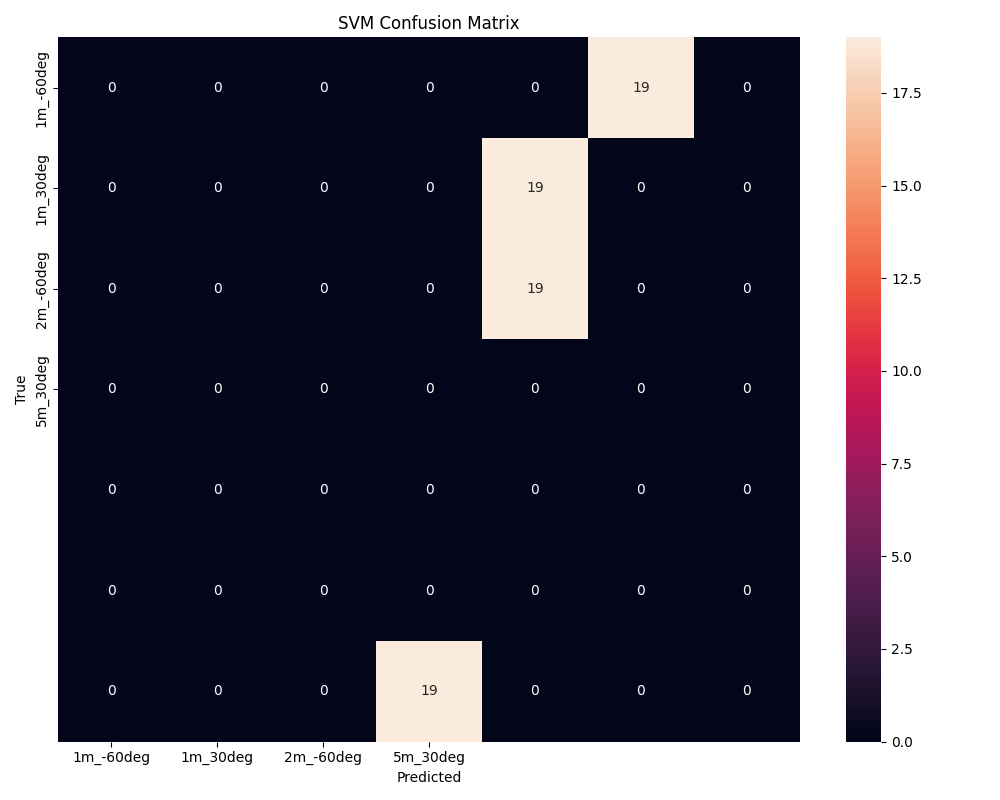 SVM Confusion Matrix
1m_-60deg
0 0 0 0 0 19 0
1m_30deg
0 0 0 0 19 0 0
2m_-60deg
0 0 0 0 19 0 0
5m_30deg
0 0 0 0 0 0 0
0 0 0 0 0 0 0
0 0 0 0 0 0 0
0 0 0 19 0 0 0
True
1m_-60deg 1m_30deg 2m_-60deg 5m_30deg
Predicted
17.5
15.0
12.5
10.0
7.5
5.0
2.5
0.0